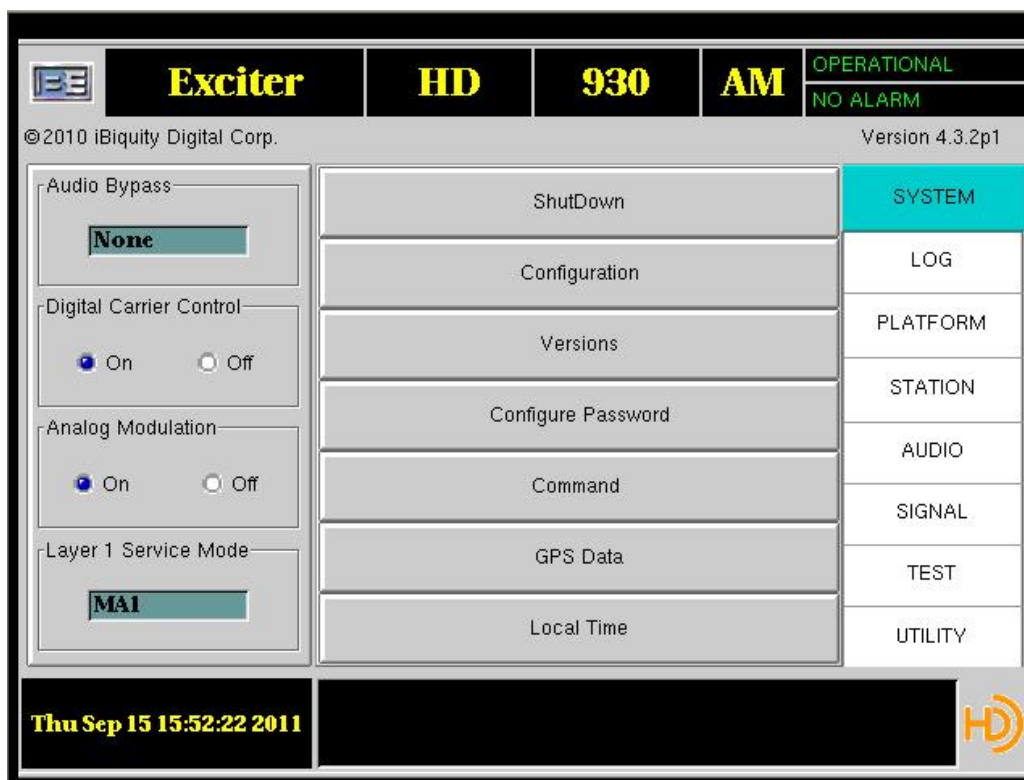 BE Exciter HD 930 AM OPERATIONAL
NO ALARM
©2010 iBiquity Digital Corp. Version 4.3.2p1
Audio Bypass
None
Digital Carrier Control
On Off
Analog Modulation
On Off
Layer 1 Service Mode
MA1
ShutDown
Configuration
Versions
Configure Password
Command
GPS Data
Local Time
SYSTEM
LOG
PLATFORM
STATION
AUDIO
SIGNAL
TEST
UTILITY
Thu Sep 15 15:52:22 2011
HD